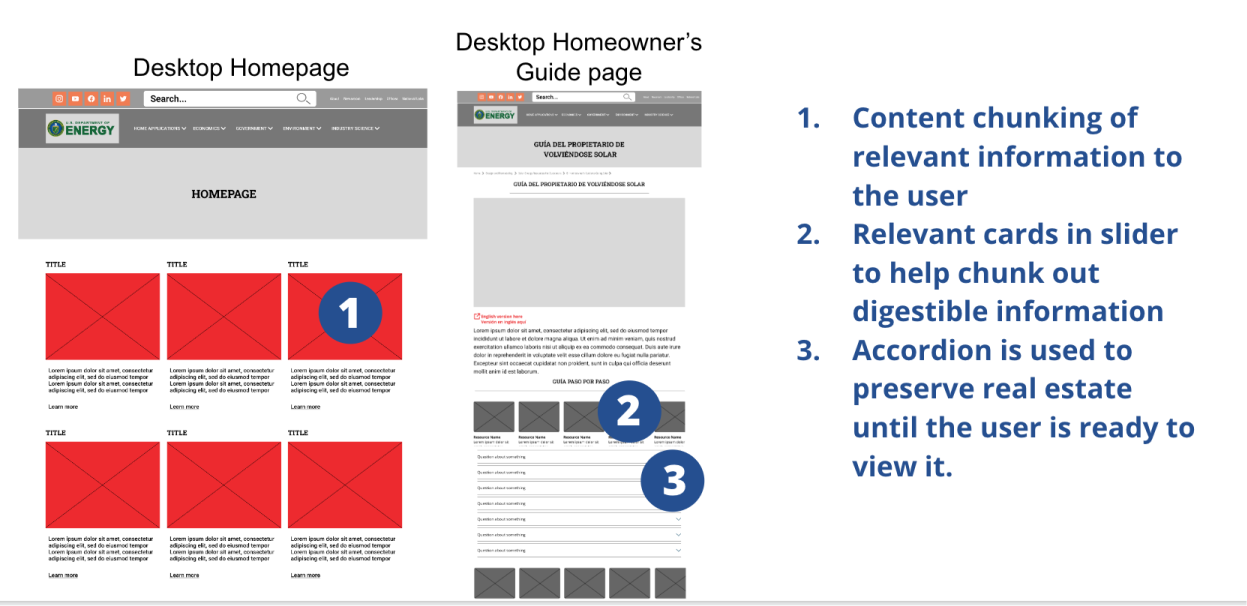 Desktop Homepage
Desktop Homeowner's
Guide page
Search...
U.S. DEPARTMENT OF
ENERGY
HOME APPLICATIONS
ECONOMICS
GOVERNMENT
ENVIRONMENT
INDUSTRY SCIENCE
HOMEPAGE
TITLE
TITLE
TITLE
1
Lorem ipsum dolor sit amet, consectetur
adipiscing elit, sed do eiusmod tempor
Lorem ipsum dolor sit amet, consectetur
adipiscing elit, sed do eiusmod tempor
Learn more
Lorem ipsum dolor sit amet, consectetur
adipiscing elit, sed do eiusmod tempor
Lorem ipsum dolor sit amet, consectetur
adipiscing elit, sed do eiusmod tempor
Learn more
Lorem ipsum dolor sit amet, consectetur
adipiscing elit, sed do eiusmod tempor
Lorem ipsum dolor sit amet, consectetur
adipiscing elit, sed do eiusmod tempor
Learn more
TITLE
TITLE
TITLE
Lorem ipsum dolor sit amet, consectetur
adipiscing elit, sed do eiusmod tempor
Lorem ipsum dolor sit amet, consectetur
adipiscing elit, sed do eiusmod tempor
Learn more
Lorem ipsum dolor sit amet, consectetur
adipiscing elit, sed do eiusmod tempor
Lorem ipsum dolor sit amet, consectetur
adipiscing elit, sed do eiusmod tempor
Learn more
Lorem ipsum dolor sit amet, consectetur
adipiscing elit, sed do eiusmod tempor
Lorem ipsum dolor sit amet, consectetur
adipiscing elit, sed do eiusmod tempor
Learn more
Search...
ENERGY
GUÍA DEL PROPIETARIO DE
VOLVIÉNDOSE SOLAR
GUÍA DEL PROPIETARIO DE VOLVIÉNDOSE SOLAR
English version here
Versión en inglés aquí
Lorem ipsum dolor sit amet, consectetur adipiscing elit, sed do eiusmod tempor
incididunt ut labore et dolore magna aliqua. Ut enim ad minim veniam, quis nostrud
exercitation ullamco laboris nisi ut aliquip ex ea commodo consequat. Duis aute irure
dolor in reprehenderit in voluptate velit esse cillum dolore eu fugiat nulla pariatur.
Excepteur sint occaecat cupidatat non proident, sunt in culpa qui officia deserunt
mollit anim id est laborum.
GUÍA PASO POR PASO
2
Resource Name
Resource Name
Resource Name
Resource Name
Question about something
Question about something
Question about something
Question about something
Question about something
Question about something
Question about something
3
1. Content chunking of
relevant information to
the user
2. Relevant cards in slider
to help chunk out
digestible information
3. Accordion is used to
preserve real estate
until the user is ready to
view it.